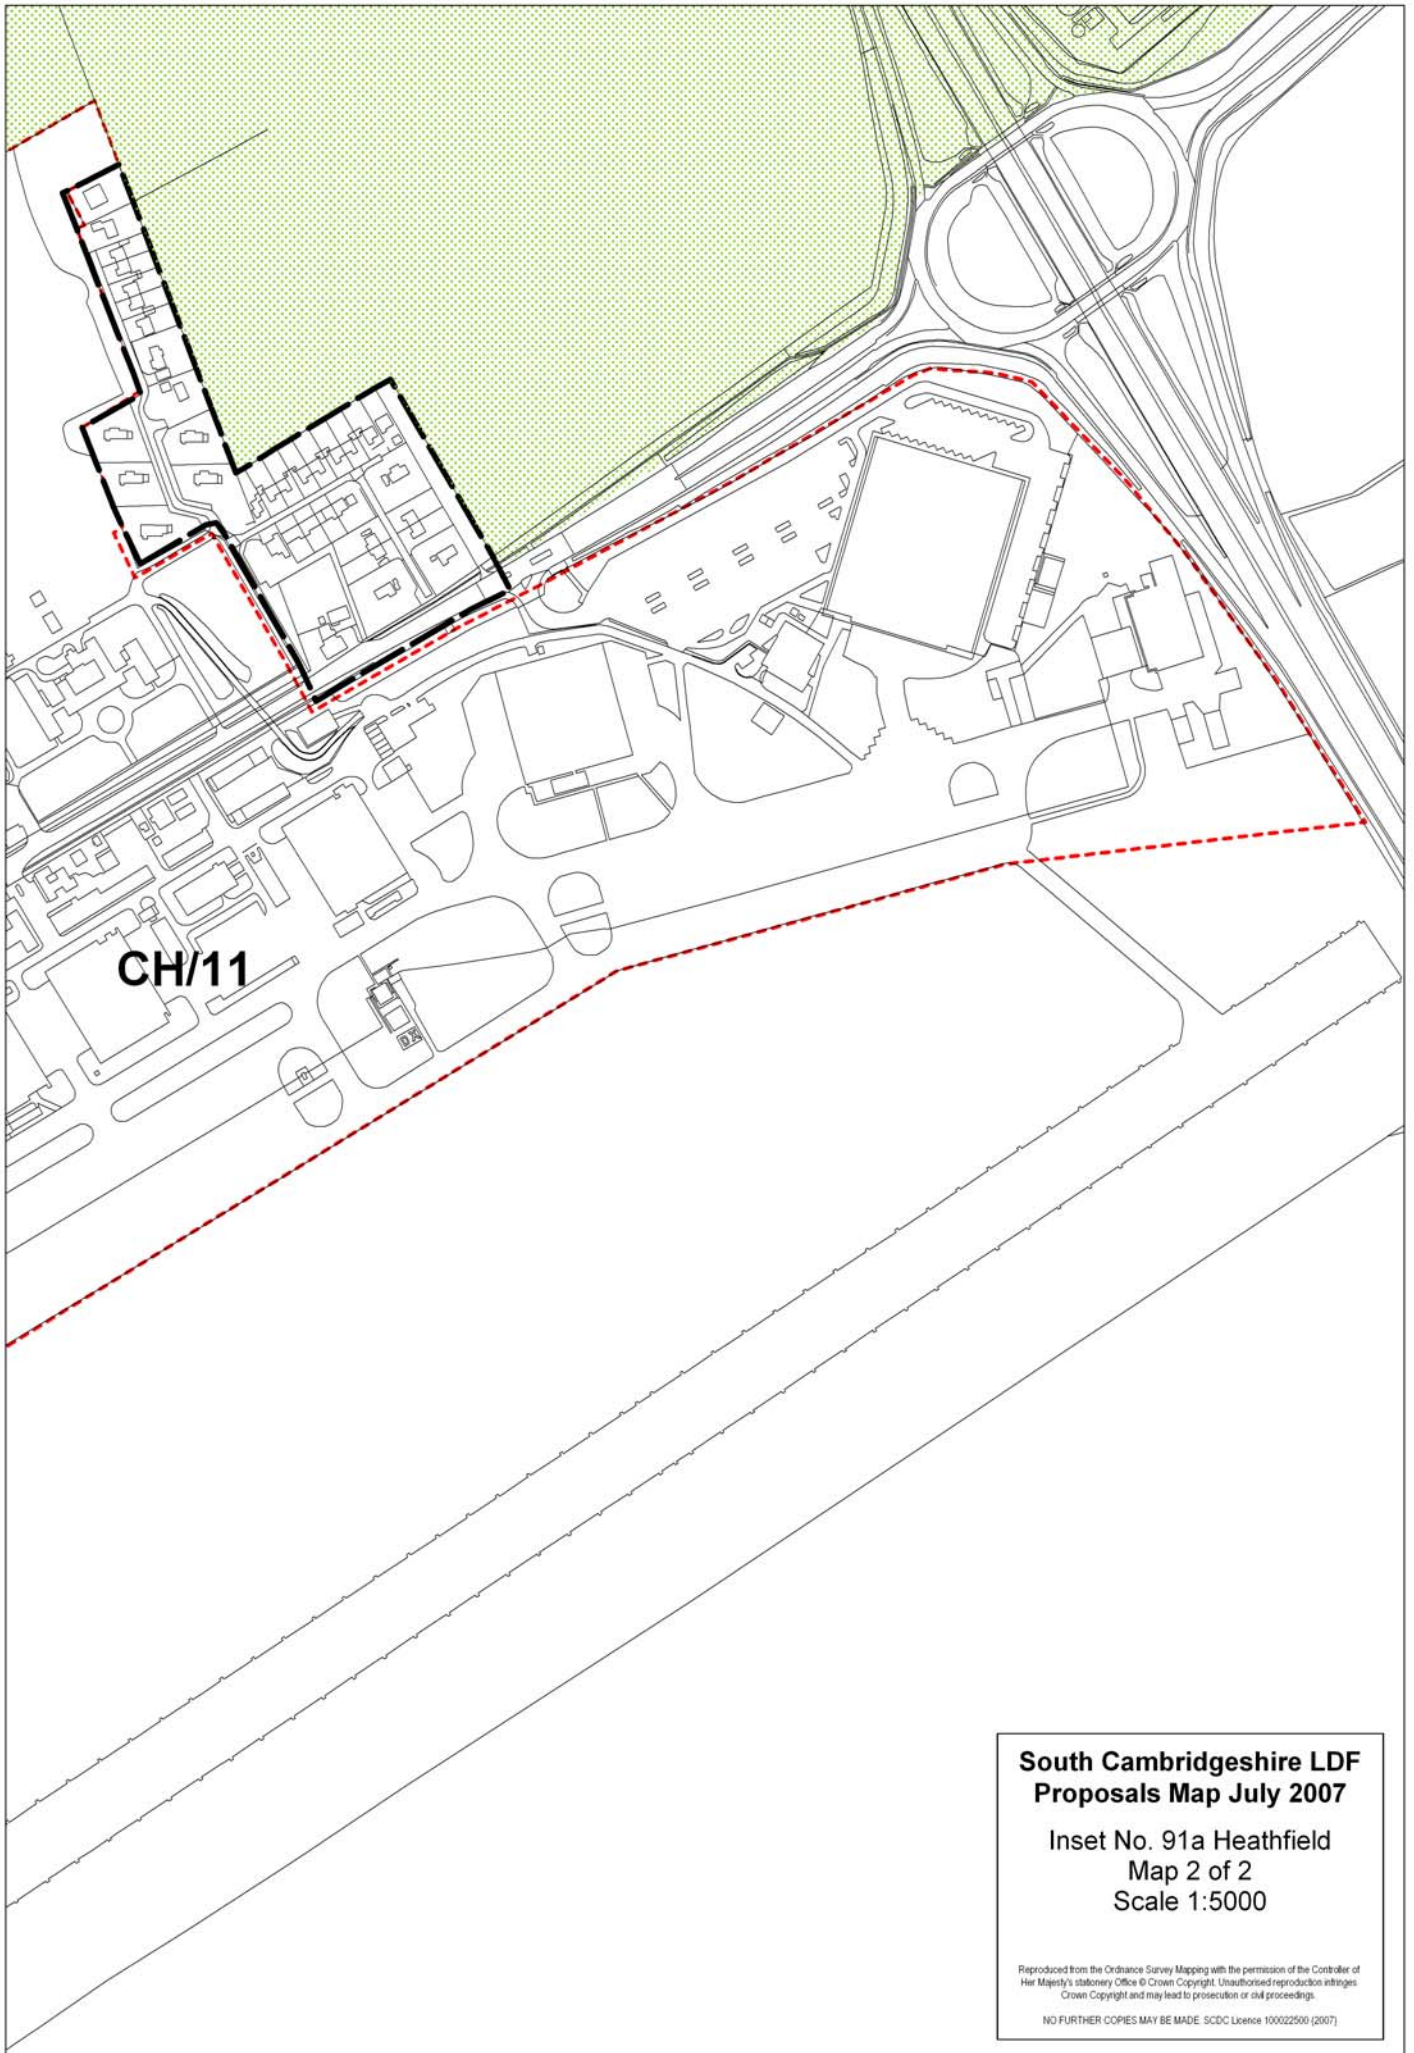 CH/11
South Cambridgeshire LDF
Proposals Map July 2007
Inset No. 91a Heathfield
Map 2 of 2
Scale 1:5000
Reproduced from the Ordnance Survey Mapping with the permission of the Controller of
Her Majesty's stationery Office © Crown Copyright. Unauthorised reproduction infringes
Crown Copyright and may lead to prosecution or civil proceedings.
NO FURTHER COPIES MAY BE MADE. SCDC Licence 100022500 (2007)